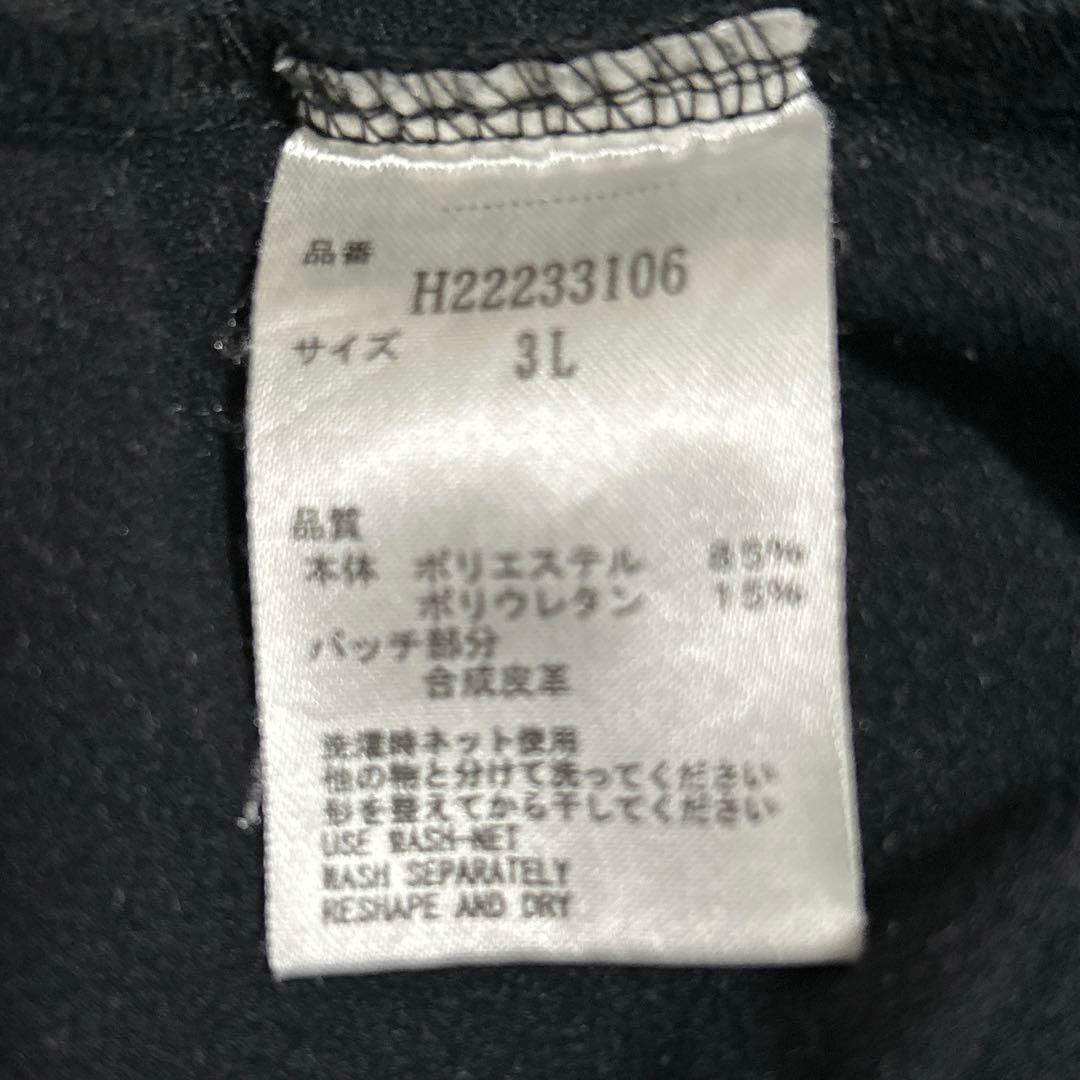 品番
H22233106
サイズ 3L
品質
本体 ポリエステル 85%
ポリウレタン 15%
パッチ部分
合成皮革
洗濯時ネット使用
他の物と分けて洗ってください
形を整えてから干してください
USE WASH-NET
WASH SEPARATELY
RESHAPE AND DRY